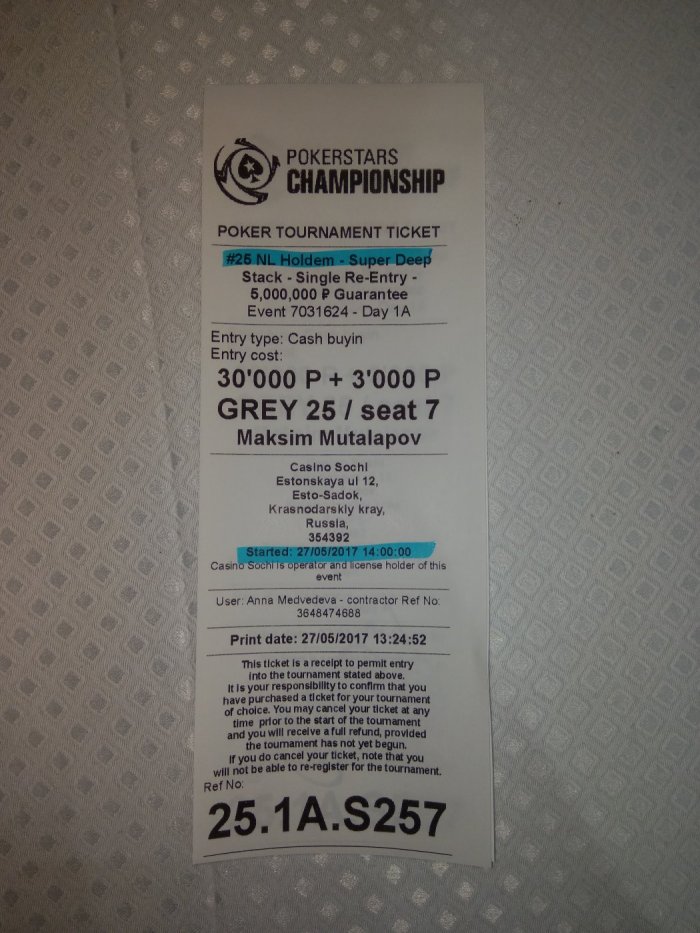 POKERSTARS
CHAMPIONSHIP
POKER TOURNAMENT TICKET
#25 NL Holdem - Super Deep
Stack - Single Re-Entry -
5,000,000 ₽ Guarantee
Event 7031624 - Day 1A
Entry type: Cash buyin
Entry cost:
30'000 P + 3'000 P
GREY 25 / seat 7
Maksim Mutalapov
Casino Sochi
Estonskaya ul 12,
Esto-Sadok,
Krasnodarskiy kray,
Russia,
354392
Started: 27/05/2017 14:00:00
Casino Sochi is operator and license holder of this
event
User: Anna Medvedeva - contractor Ref No:
3648474688
Print date: 27/05/2017 13:24:52
This ticket is a receipt to permit entry
into the tournament stated above.
It is your responsibility to confirm that you
have purchased a ticket for your tournament
of choice. You may cancel your ticket at any
time prior to the start of the tournament
and you will receive a full refund, provided
the tournament has not yet begun.
If you do cancel your ticket, note that you
will not be able to re-register for the tournament.
Ref No:
25.1A.S257